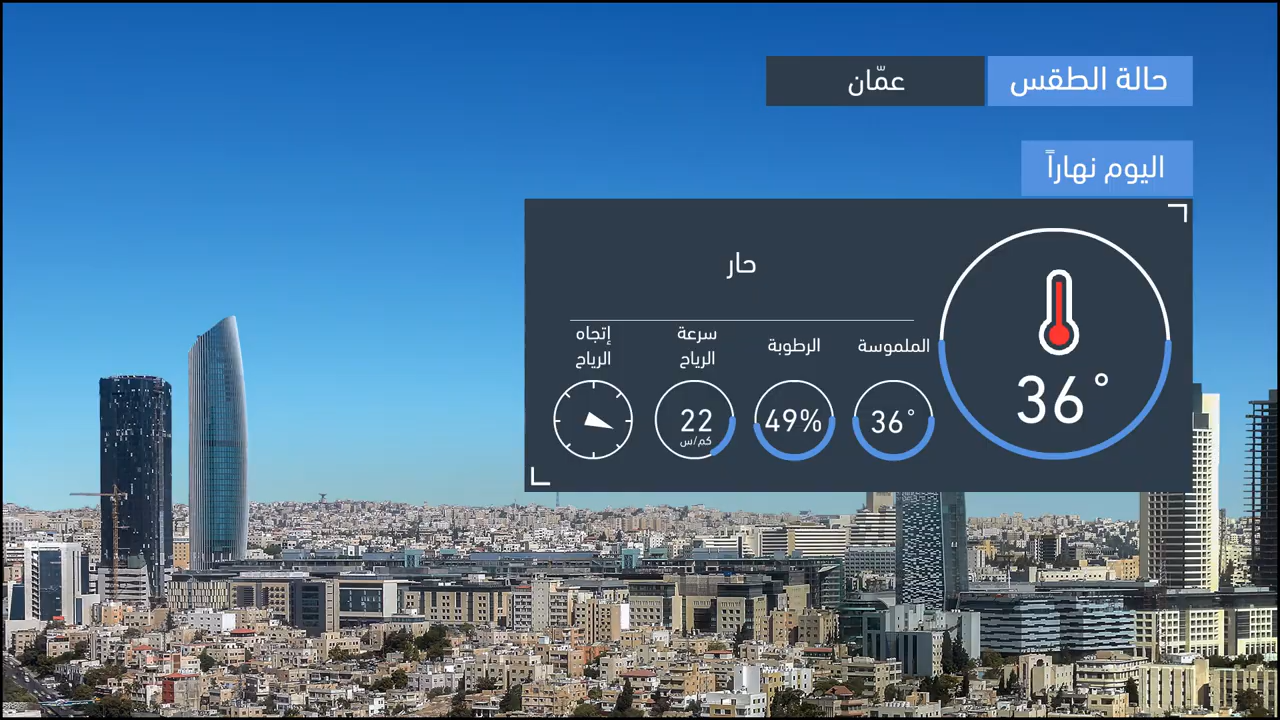 حالة الطقس
عمّان
اليوم نهاراً
حار
36°
الملموسة
36°
الرطوبة
49%
سرعة
الرياح
22
كم/س
إتجاه
الرياح